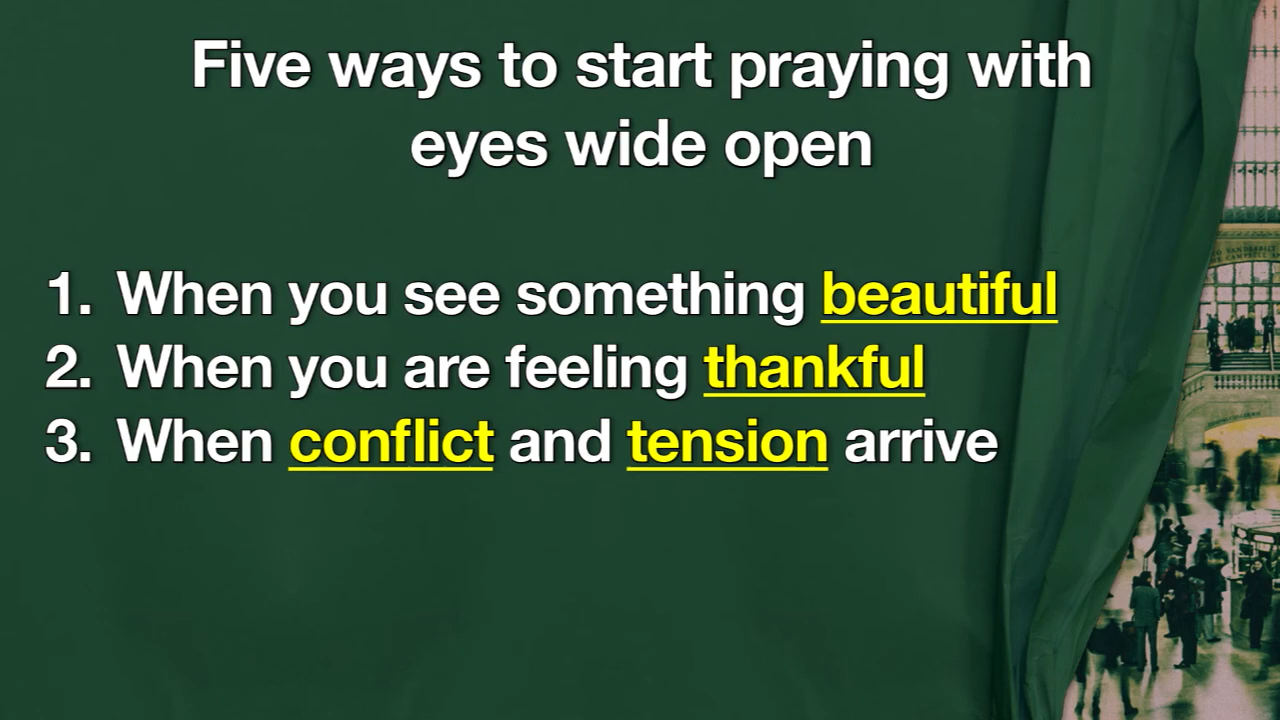 Five ways to start praying with
eyes wide open
1. When you see something beautiful
2. When you are feeling thankful
3. When conflict and tension arrive